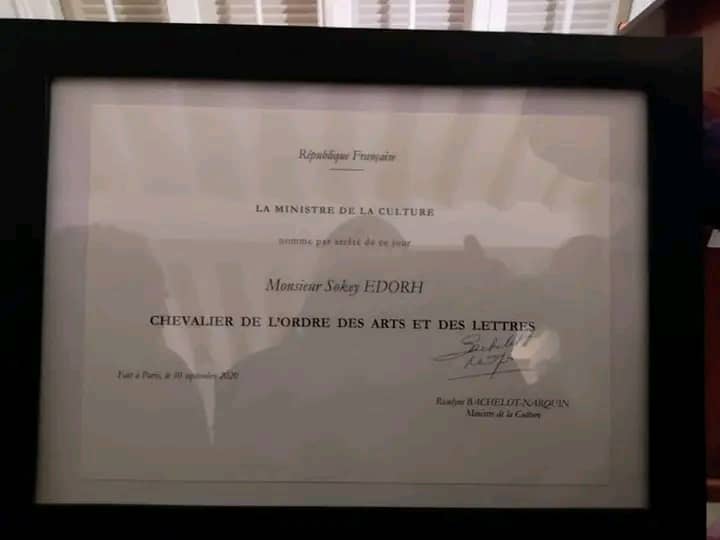 République Française
LA MINISTRE DE LA CULTURE
nomme par arrêté de ce jour
Monsieur Sokey EDORH
CHEVALIER DE L'ORDRE DES ARTS ET DES LETTRES
Fait à Paris, le 10 septembre 2020
Roselyne BACHELOT-NARQUIN
Ministre de la Culture